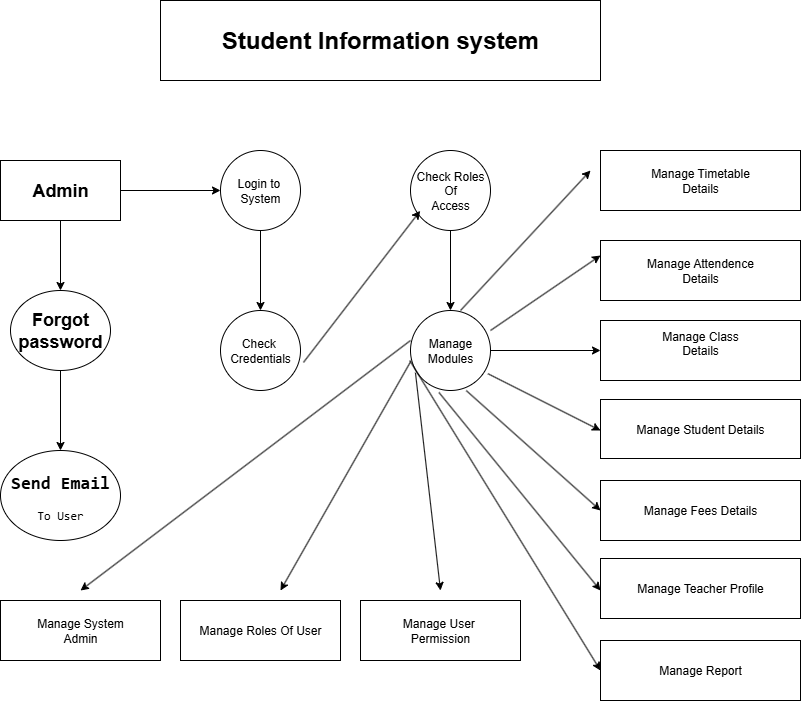 Student Information system
Admin
Login to
System
Check Roles
Of
Access
Manage Timetable
Details
Manage Attendence
Details
Forgot
password
Check
Credentials
Manage
Modules
Manage Class
Details
Manage Student Details
Send Email
To User
Manage Fees Details
Manage Teacher Profile
Manage System
Admin
Manage Roles Of User
Manage User
Permission
Manage Report